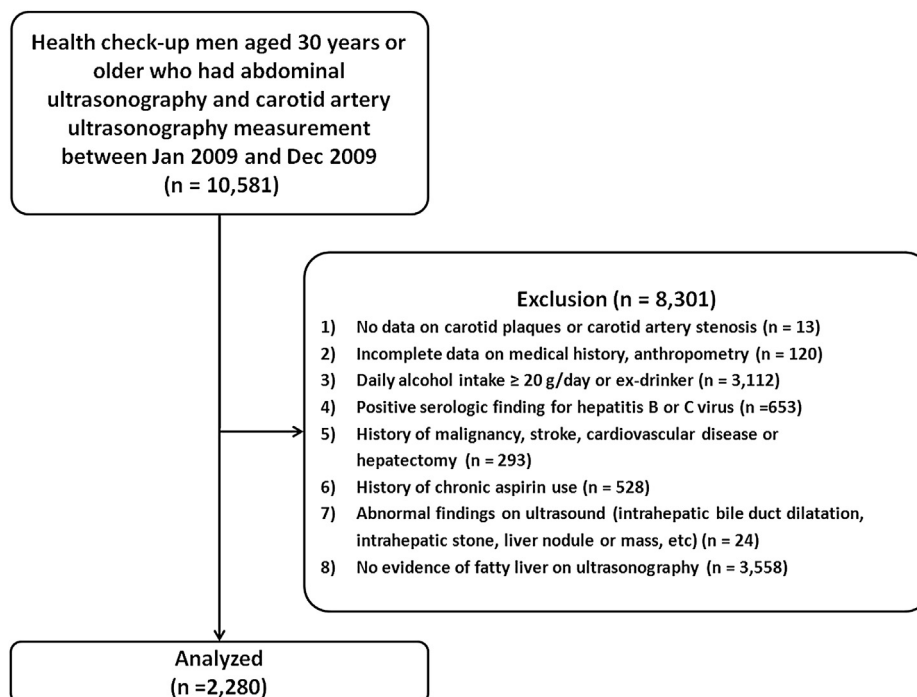 Health check-up men aged 30 years or
older who had abdominal
ultrasonography and carotid artery
ultrasonography measurement
between Jan 2009 and Dec 2009
(n = 10,581)
Exclusion (n = 8,301)
1) No data on carotid plaques or carotid artery stenosis (n = 13)
2) Incomplete data on medical history, anthropometry (n = 120)
3) Daily alcohol intake ≥ 20 g/day or ex-drinker (n = 3,112)
4) Positive serologic finding for hepatitis B or C virus (n =653)
5) History of malignancy, stroke, cardiovascular disease or
hepatectomy (n = 293)
6) History of chronic aspirin use (n = 528)
7) Abnormal findings on ultrasound (intrahepatic bile duct dilatation,
intrahepatic stone, liver nodule or mass, etc) (n = 24)
8) No evidence of fatty liver on ultrasonography (n = 3,558)
Analyzed
(n =2,280)